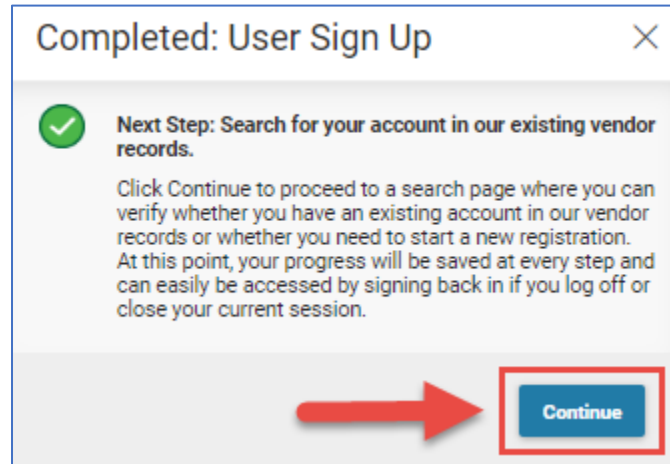 Completed: User Sign Up
Next Step: Search for your account in our existing vendor
records.
Click Continue to proceed to a search page where you can
verify whether you have an existing account in our vendor
records or whether you need to start a new registration.
At this point, your progress will be saved at every step and
can easily be accessed by signing back in if you log off or
close your current session.
Continue